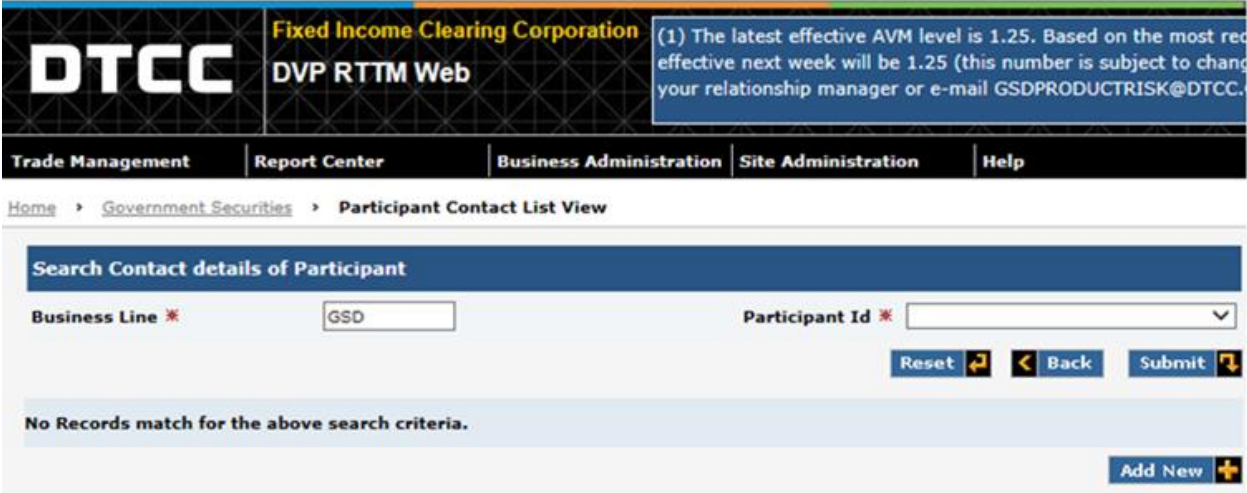 DTCC
Fixed Income Clearing Corporation
DVP RTTM Web
(1) The latest effective AVM level is 1.25. Based on the most
effective next week will be 1.25 (this number is subject to
your relationship manager or e-mail GSDPRODUCTRISK@DTCC.
Trade Management Report Center Business Administration Site Administration Help
Home › Government Securities › Participant Contact List View
Search Contact details of Participant
Business Line * GSD Participant Id *
Reset Back Submit
No Records match for the above search criteria.
Add New